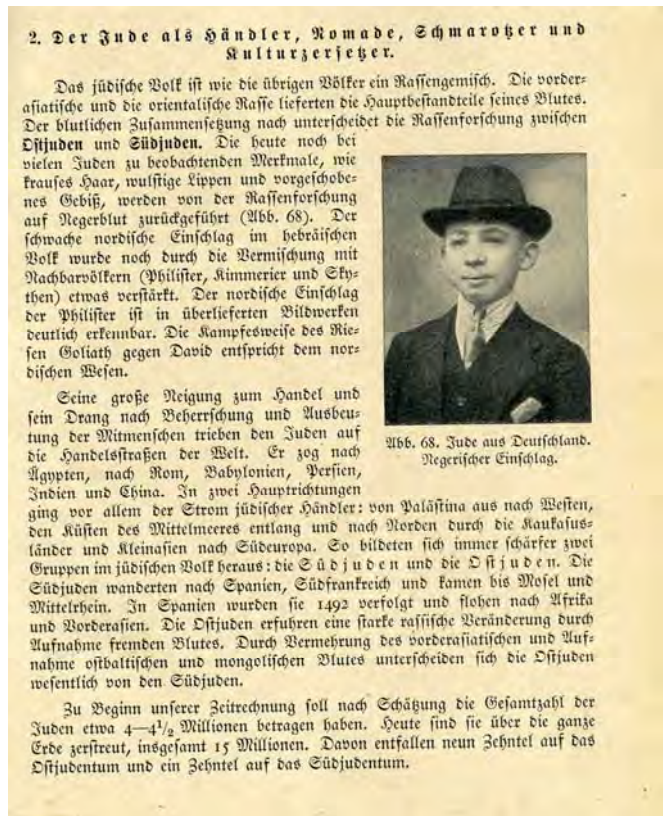 2. Der Jude als Händler, Nomade, Schmarotzer und
Kulturzersetzer.
Das jüdische Volk ist wie die übrigen Völker ein Rassengemisch. Die vorder-
asiatische und die orientalische Rasse lieferten die Hauptbestandteile seines Blutes.
Der blutlichen Zusammensetzung nach unterscheidet die Rassenforschung zwischen
Ostjuden und Südjuden. Die heute noch bei
vielen Juden zu beobachtenden Merkmale, wie
krauses Haar, wulstige Lippen und vorgeschobe-
nes Gebiß, werden von der Rassenforschung
auf Negerblut zurückgeführt (Abb. 68). Der
schwache nordische Einschlag im hebräischen
Volk wurde noch durch die Vermischung mit
Nachbarvölkern (Philister, Kimmerier und Sky-
then) etwas verstärkt. Der nordische Einschlag
der Philister ist in überlieferten Bildwerken
deutlich erkennbar. Die Kampfesweise des Rie-
sen Goliath gegen David entspricht dem nor-
dischen Wesen.
Seine große Neigung zum Handel und
sein Drang nach Beherrschung und Ausbeu-
tung der Mitmenschen trieben den Juden auf
die Handelsstraßen der Welt. Er zog nach
Ägypten, nach Rom, Babylonien, Persien,
Indien und China. In zwei Hauptrichtungen
Abb. 68. Jude aus Deutschland.
Negerischer Einschlag.
ging vor allem der Strom jüdischer Händler: von Palästina aus nach Westen,
den Küsten des Mittelmeeres entlang und nach Norden durch die Kaukasus-
länder und Kleinasien nach Südeuropa. So bildeten sich immer schärfer zwei
Gruppen im jüdischen Volk heraus: die Südjuden und die Ostjuden. Die
Südjuden wanderten nach Spanien, Südfrankreich und kamen bis Mosel und
Mittelrhein. In Spanien wurden sie 1492 verfolgt und flohen nach Afrika
und Vorderasien. Die Ostjuden erfuhren eine starke rassische Veränderung durch
Aufnahme fremden Blutes. Durch Vermehrung des vorderasiatischen und Auf-
nahme ostbaltischen und mongolischen Blutes unterscheiden sich die Ostjuden
wesentlich von den Südjuden.
Zu Beginn unserer Zeitrechnung soll nach Schätzung die Gesamtzahl der
Juden etwa 4—4½ Millionen betragen haben. Heute sind sie über die ganze
Erde zerstreut, insgesamt 15 Millionen. Davon entfallen neun Zehntel auf das
Ostjudentum und ein Zehntel auf das Südjudentum.